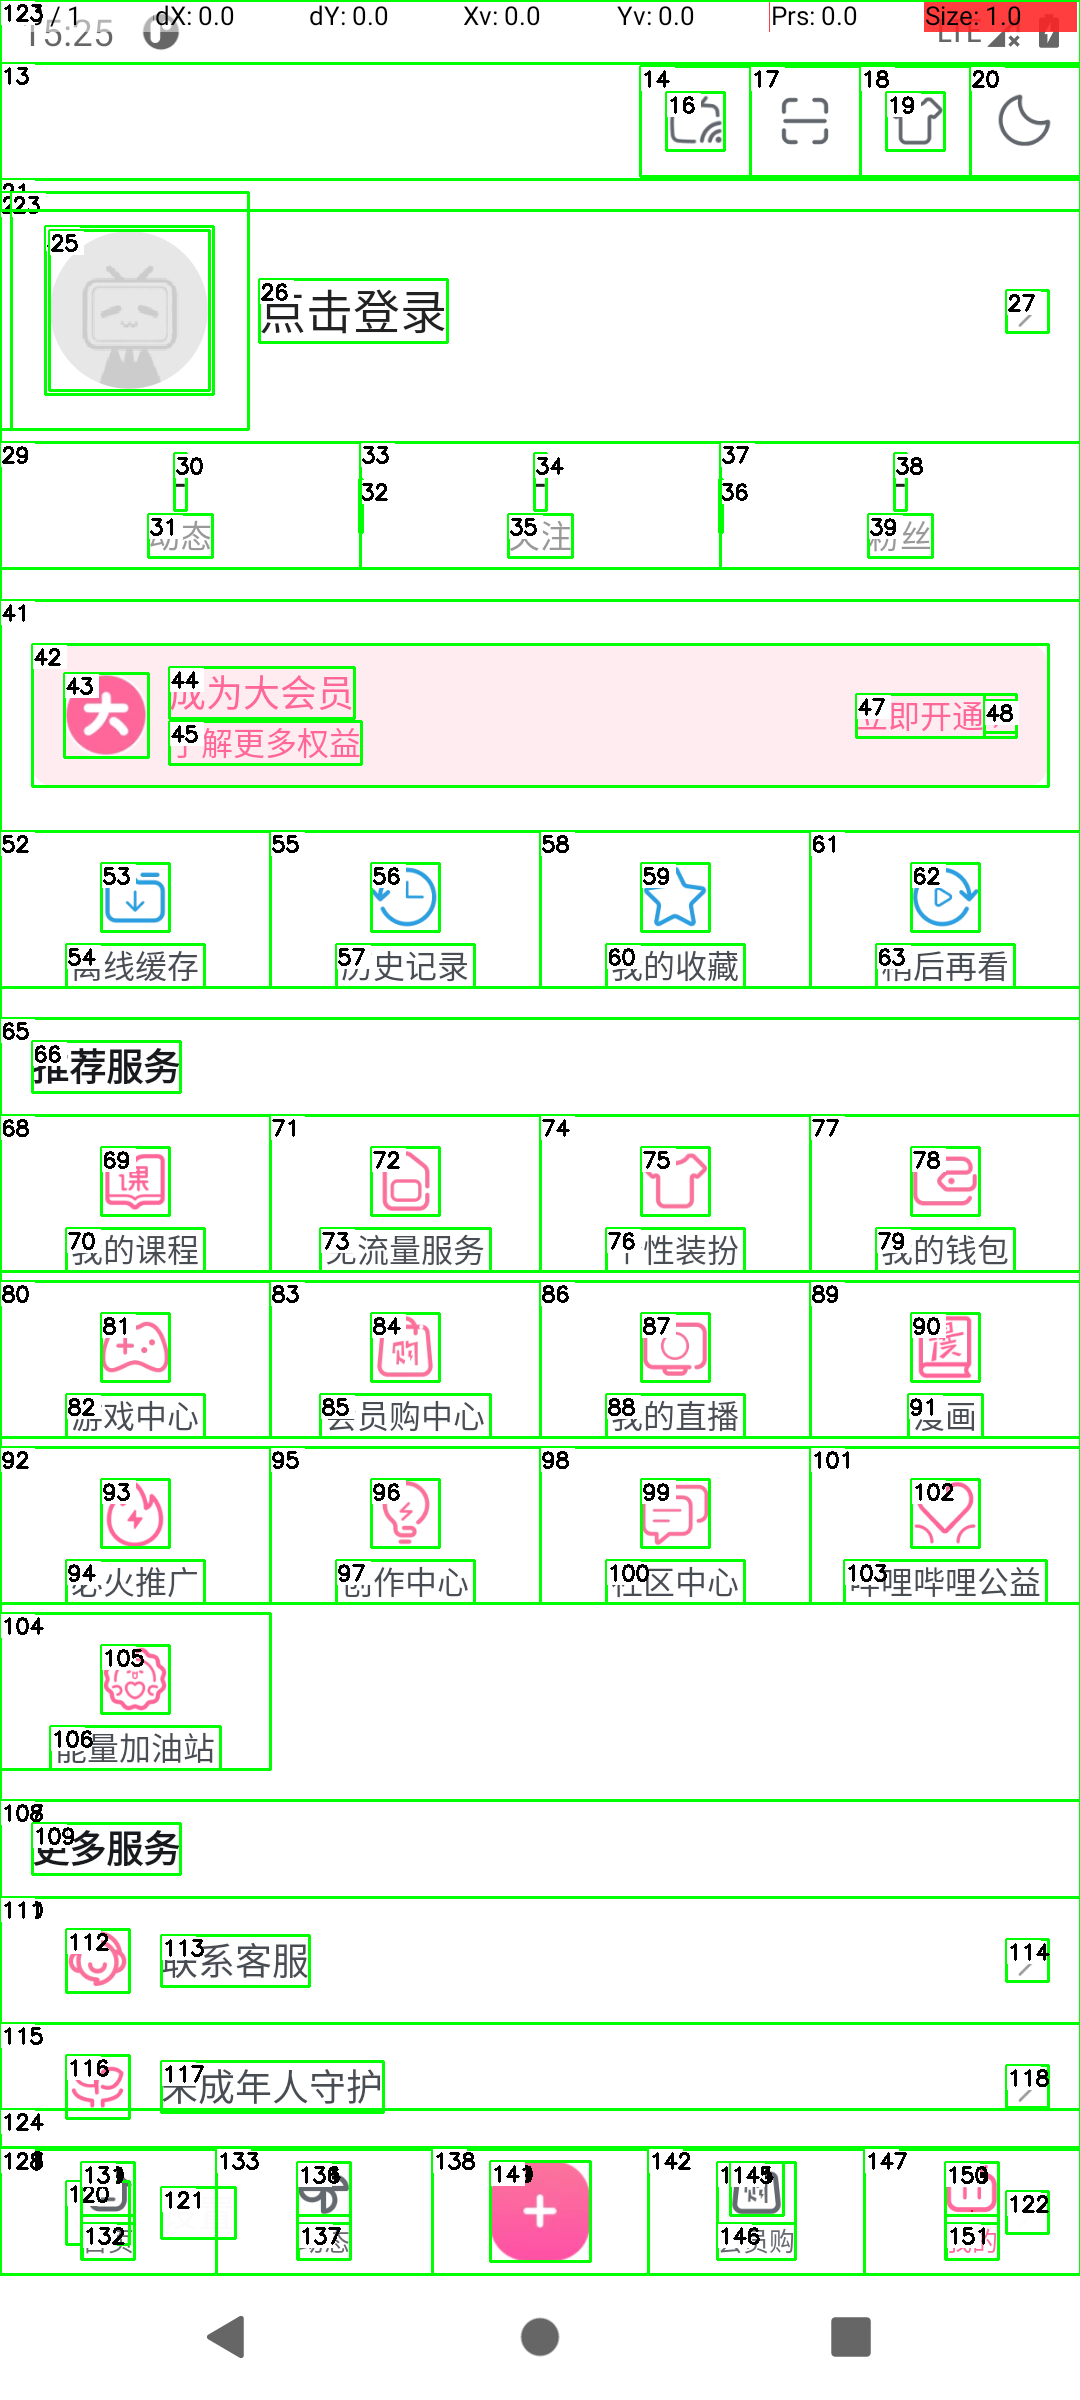 / 1 dX: 0.0 dY: 0.0 Xv: 0.0 Yv: 0.0 Prs: 0.0 Size: 1.0
15:25 LTE
123
13 14 16 17 18 19 20
21
223
25
26 点击登录 27
29 30 33 34 37 38
32 36
31 动态 35 关注 39 粉丝
41
42
43 大 44 成为大会员
45 了解更多权益
47 立即开通 48
52 53 55 56 58 59 61 62
54 离线缓存 57 历史记录 60 我的收藏 63 稍后再看
65
66 推荐服务
68 69 课 71 72 74 75 77 78
70 我的课程 73 免流量服务 76 个性装扮 79 我的钱包
80 81 83 84 购 86 87 89 90
82 游戏中心 85 会员购中心 88 我的直播 91 漫画
92 93 95 96 98 99 101 102
94 必火推广 97 创作中心 100 社区中心 103 哔哩哔哩公益
104 105
106 能量加油站
108
109 更多服务
111
112 113 联系客服 114
115
116 117 未成年人守护 118
124
128 131 133 136 138 141 142 1145 147 150
120 121 购 122
132 首页 137 动态 146 会员购 151 我的